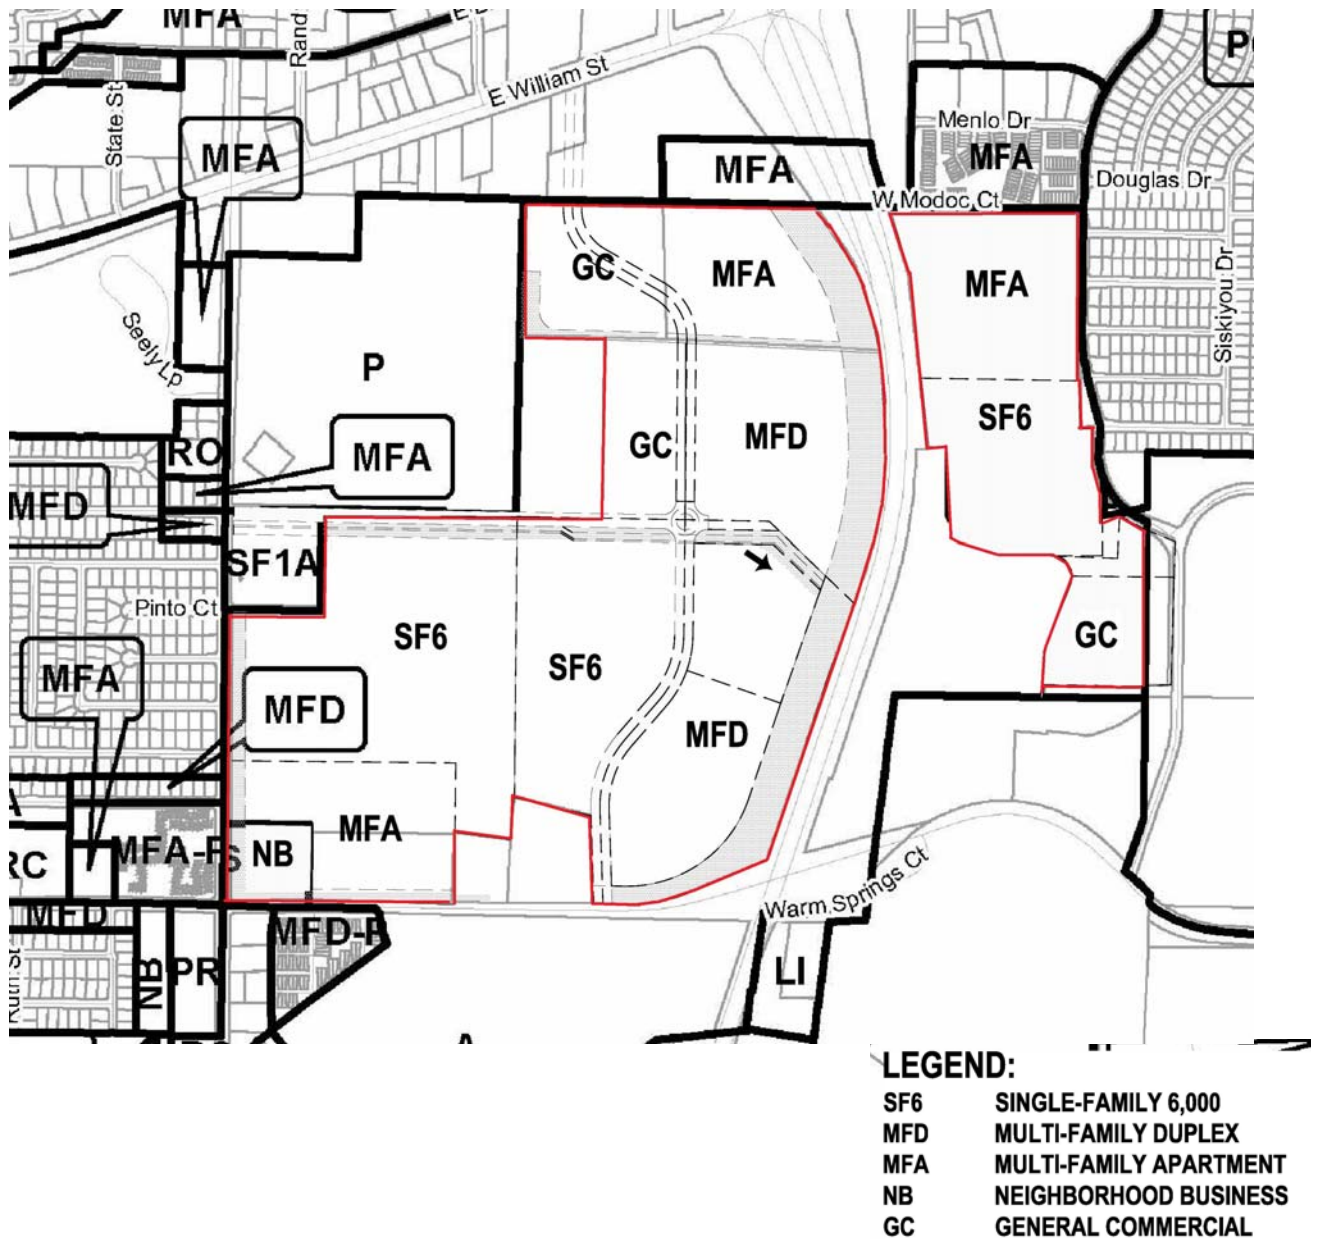 MFA
Rand
E William St
State St
MFA
MFA
Menlo Dr
MFA
Douglas Dr
W Modoc Ct
Siskiyou Dr
GC
MFA
MFA
Seely Lp
P
SF6
RO
MFA
GC
MFD
MFD
SF1A
Pinto Ct
SF6
SF6
GC
MFA
MFD
MFD
MFA
NB
RC
Warm Springs Ct
MFD
NB
PR
LI
LEGEND:
SF6 SINGLE-FAMILY 6,000
MFD MULTI-FAMILY DUPLEX
MFA MULTI-FAMILY APARTMENT
NB NEIGHBORHOOD BUSINESS
GC GENERAL COMMERCIAL